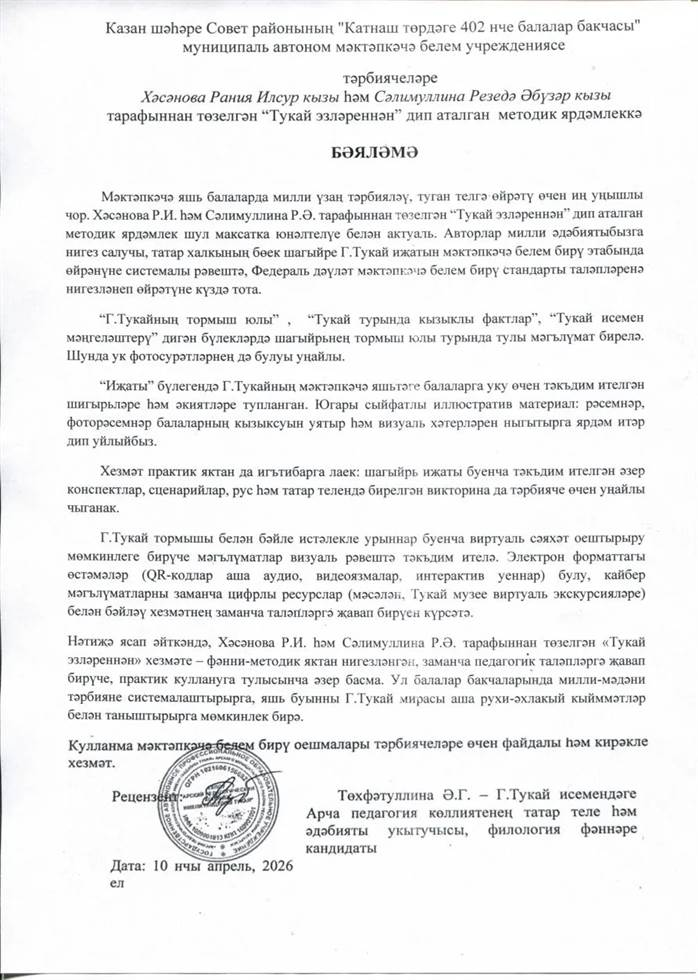 Казан шәһәре Совет районының "Катнаш төрдәге 402 нче балалар бакчасы"
муниципаль автоном мәктәпкәчә белем учреждениясе
тәрбиячеләре
Хәсәнова Рания Илсур кызы һәм Сәлимуллина Резедә Әбүзәр кызы
тарафыннан төзелгән “Тукай эзләреннән” дип аталган методик ярдәмлеккә
БӘЯЛӘМӘ
Мәктәпкәчә яшь балаларда милли үзаң тәрбияләү, туган телгә өйрәтү өчен иң уңышлы
чор. Хәсәнова Р.И. һәм Сәлимуллина Р.Ә. тарафыннан төзелгән “Тукай эзләреннән” дип аталган
методик ярдәмлек шул максатка юнәлтелүе белән актуаль. Авторлар милли әдәбиятыбызга
нигез салучы, татар халкының бөек шагыйре Г.Тукай иҗатын мәктәпкәчә белем бирү этабында
өйрәнүне системалы рәвештә, Федераль дәүләт мәктәпкәчә белем бирү стандарты таләпләренә
нигезләнеп өйрәтүне күздә тота.
“Г.Тукайның тормыш юлы” , “Тукай турында кызыклы фактлар”, “Тукай исемен
мәңгеләштерү” дигән бүлекләрдә шагыйрьнең тормыш юлы турында тулы мәгълүмат бирелә.
Шунда ук фотосурәтләрнең дә булуы уңайлы.
“Иҗаты” бүлегендә Г.Тукайның мәктәпкәчә яшьтәге балаларга уку өчен тәкъдим ителгән
шигырьләре һәм әкиятләре тупланган. Югары сыйфатлы иллюстратив материал: рәсемнәр,
фоторәсемнәр балаларның кызыксуын уятыр һәм визуаль хәтерләрен ныгытырга ярдәм итәр
дип уйлыйбыз.
Хезмәт практик яктан да игътибарга лаек: шагыйрь иҗаты буенча тәкъдим ителгән әзер
конспектлар, сценарийлар, рус һәм татар телендә бирелгән викторина да тәрбияче өчен уңайлы
чыганак.
Г.Тукай тормышы белән бәйле истәлекле урыннар буенча виртуаль сәяхәт оештырыру
мөмкинлеге бирүче мәгълүматлар визуаль рәвештә тәкъдим ителә. Электрон форматтагы
өстәмәләр (QR-кодлар аша аудио, видеоязмалар, интерактив уеннар) булу, кайбер
мәгълүматларны заманча цифрлы ресурслар (мәсәлән, Тукай музее виртуаль экскурсияләре)
белән бәйләү хезмәтнең заманча таләпләргә җавап бирүен күрсәтә.
Нәтиҗә ясап әйткәндә, Хәсәнова Р.И. һәм Сәлимуллина Р.Ә. тарафыннан төзелгән «Тукай
эзләреннән» хезмәте – фәнни-методик яктан нигезләнгән, заманча педагогик таләпләргә җавап
бирүче, практик куллануга тулысынча әзер басма. Ул балалар бакчаларында милли-мәдәни
тәрбияне системалаштырырга, яшь буынны Г.Тукай мирасы аша рухи-әхлакый кыйммәтләр
белән таныштырырга мөмкинлек бирә.
Кулланма мәктәпкәчә белем бирү оешмалары тәрбиячеләре өчен файдалы һәм кирәкле
хезмәт.
Рецензент: Төхфәтуллина Ә.Г. – Г.Тукай исемендәге
Арча педагогия көллиятенең татар теле һәм
әдәбияты укытучысы, филология фәннәре
кандидаты
Дата: 10 нчы апрель, 2026
ел